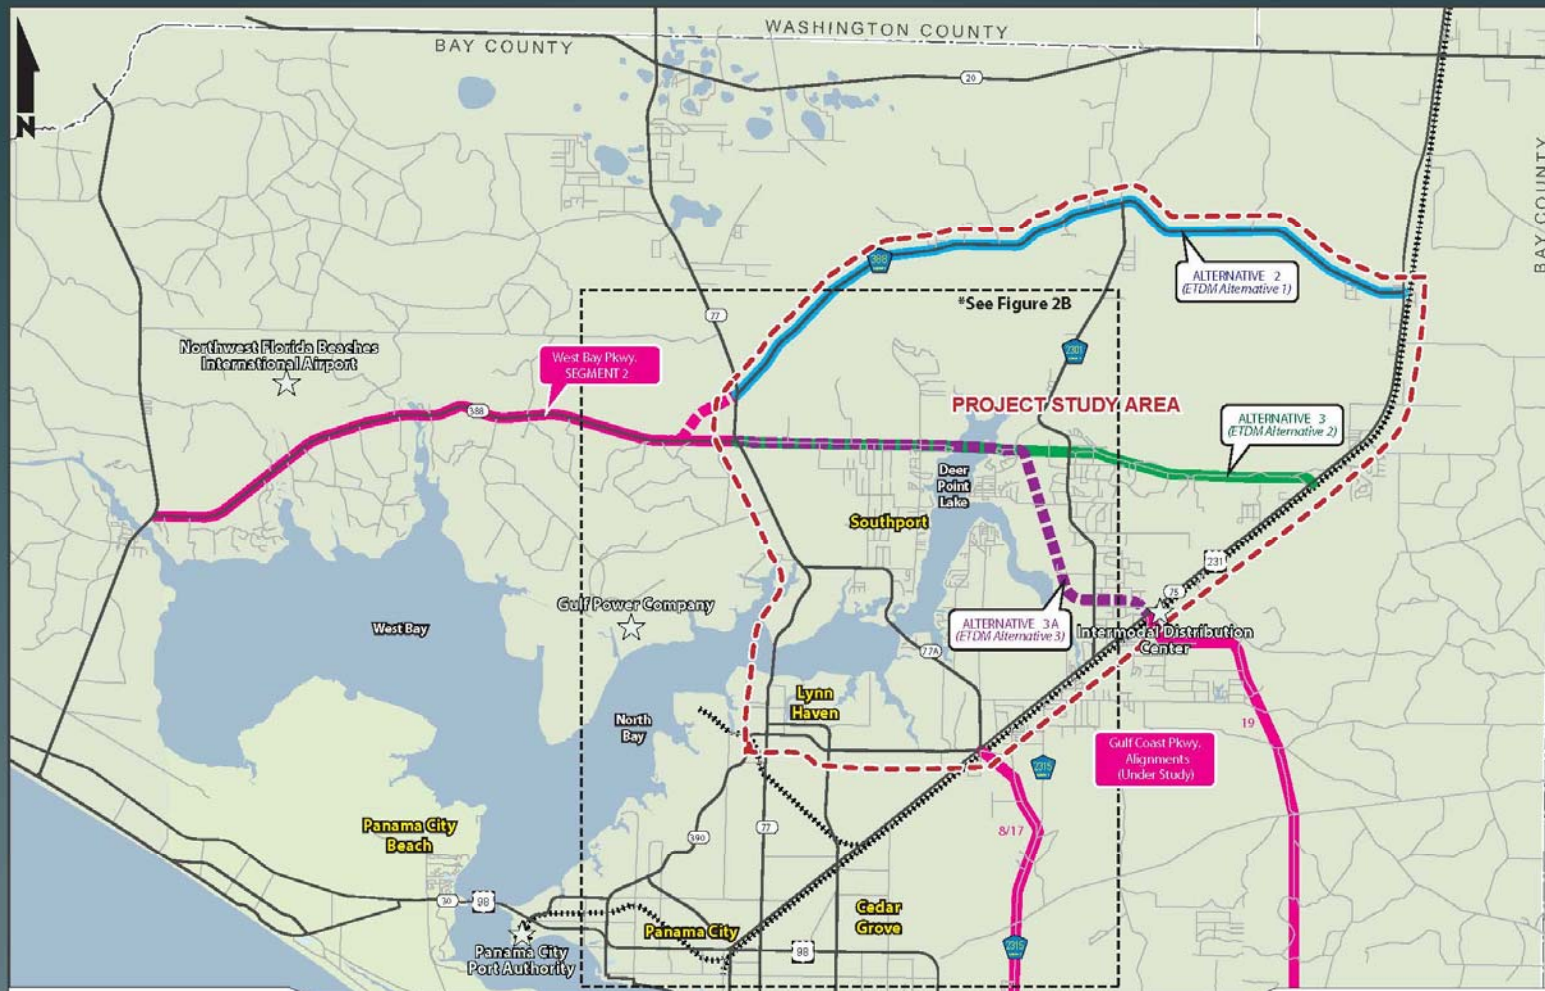 WASHINGTON COUNTY
BAY COUNTY
20
N
BAY COUNTY
388
ALTERNATIVE 2
(ETDM Alternative 1)
*See Figure 2B
77
2301
Northwest Florida Beaches
International Airport
West Bay Pkwy.
SEGMENT 2
388
PROJECT STUDY AREA
ALTERNATIVE 3
(ETDM Alternative 2)
Deer
Point
Lake
Southport
231
75
Gulf Power Company
West Bay
ALTERNATIVE 3A
(ETDM Alternative 3)
Intermodal Distribution
Center
77A
Lynn
Haven
North
Bay
19
Gulf Coast Pkwy.
Alignments
(Under Study)
2315
Panama City
Beach
390
77
8/17
30
98
Cedar
Grove
Panama City
98
2315
Panama City
Port Authority